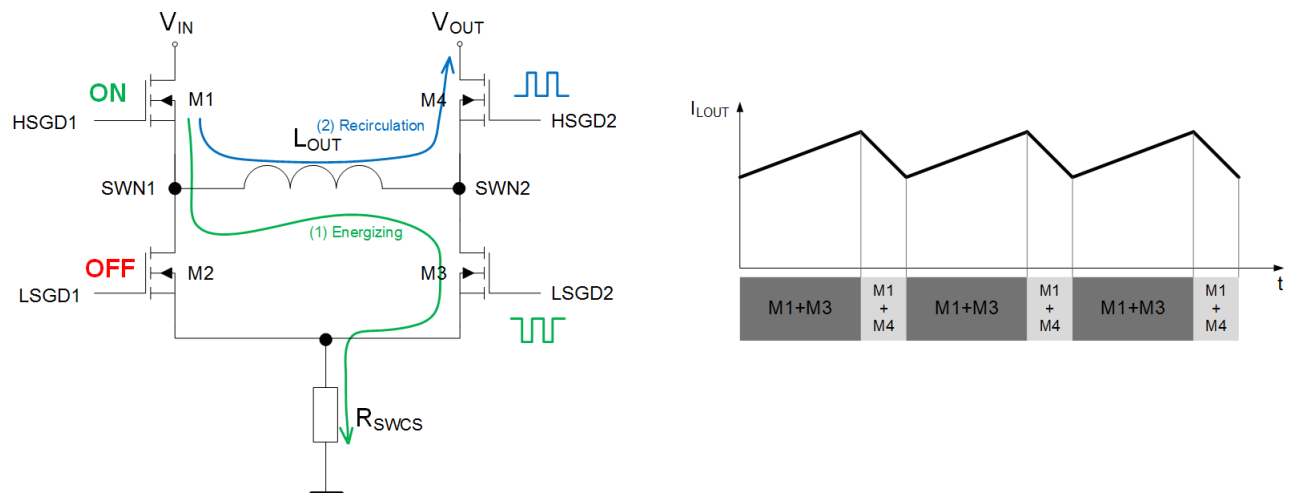 VIN
VOUT
ON
M1
M4
HSGD1
(2) Recirculation
HSGD2
LOUT
SWN1
SWN2
(1) Energizing
OFF
M2
M3
LSGD1
LSGD2
RSWCS
ILOUT
t
M1+M3
M1
+
M4
M1+M3
M1
+
M4
M1+M3
M1
+
M4